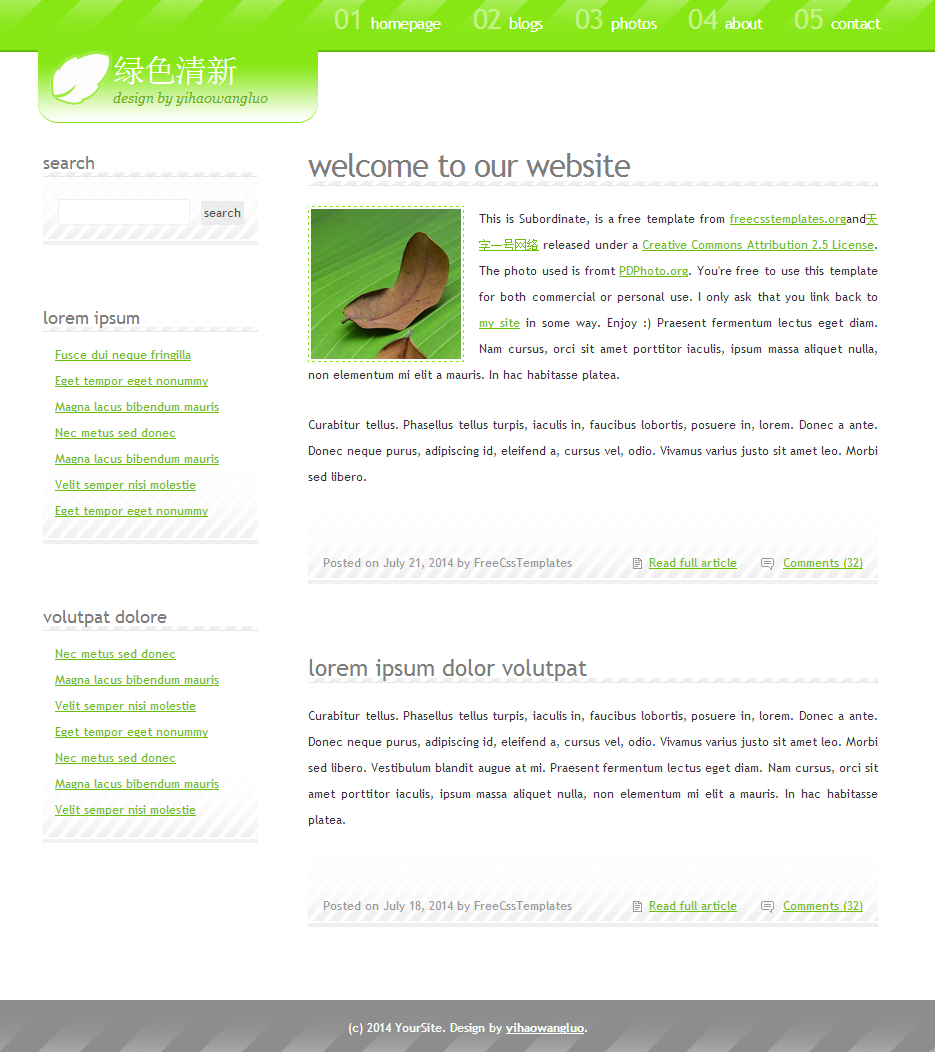 01 homepage 02 blogs 03 photos 04 about 05 contact
绿色清新
design by yihaowangluo
search
search
lorem ipsum
Fusce dui neque fringilla
Eget tempor eget nonummy
Magna lacus bibendum mauris
Nec metus sed donec
Magna lacus bibendum mauris
Velit semper nisi molestie
Eget tempor eget nonummy
volutpat dolore
Nec metus sed donec
Magna lacus bibendum mauris
Velit semper nisi molestie
Eget tempor eget nonummy
Nec metus sed donec
Magna lacus bibendum mauris
Velit semper nisi molestie
welcome to our website
This is Subordinate, is a free template from freecsstemplates.organd天
字一号网络 released under a Creative Commons Attribution 2.5 License.
The photo used is fromt PDPhoto.org. You're free to use this template
for both commercial or personal use. I only ask that you link back to
my site in some way. Enjoy :) Praesent fermentum lectus eget diam.
Nam cursus, orci sit amet porttitor iaculis, ipsum massa aliquet nulla,
non elementum mi elit a mauris. In hac habitasse platea.
Curabitur tellus. Phasellus tellus turpis, iaculis in, faucibus lobortis, posuere in, lorem. Donec a ante.
Donec neque purus, adipiscing id, eleifend a, cursus vel, odio. Vivamus varius justo sit amet leo. Morbi
sed libero.
Posted on July 21, 2014 by FreeCssTemplates Read full article Comments (32)
lorem ipsum dolor volutpat
Curabitur tellus. Phasellus tellus turpis, iaculis in, faucibus lobortis, posuere in, lorem. Donec a ante.
Donec neque purus, adipiscing id, eleifend a, cursus vel, odio. Vivamus varius justo sit amet leo. Morbi
sed libero. Vestibulum blandit augue at mi. Praesent fermentum lectus eget diam. Nam cursus, orci sit
amet porttitor iaculis, ipsum massa aliquet nulla, non elementum mi elit a mauris. In hac habitasse
platea.
Posted on July 18, 2014 by FreeCssTemplates Read full article Comments (32)
(c) 2014 YourSite. Design by yihaowangluo.